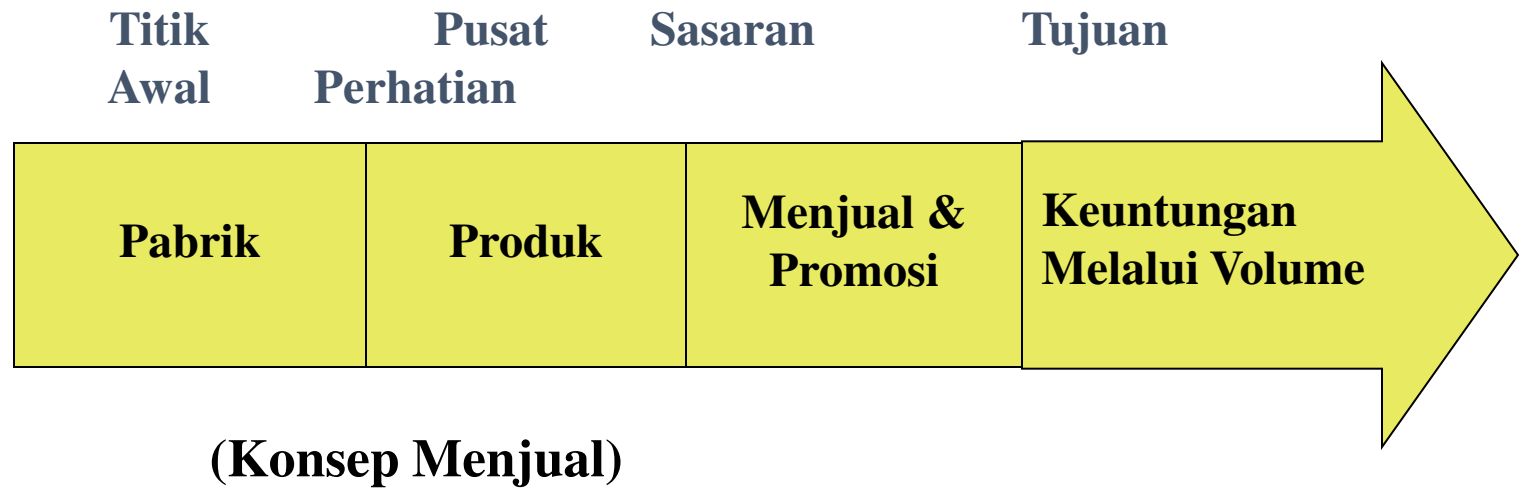 Titik Pusat Sasaran Tujuan
Awal Perhatian
Pabrik
Produk
Menjual &
Promosi
Keuntungan
Melalui Volume
(Konsep Menjual)